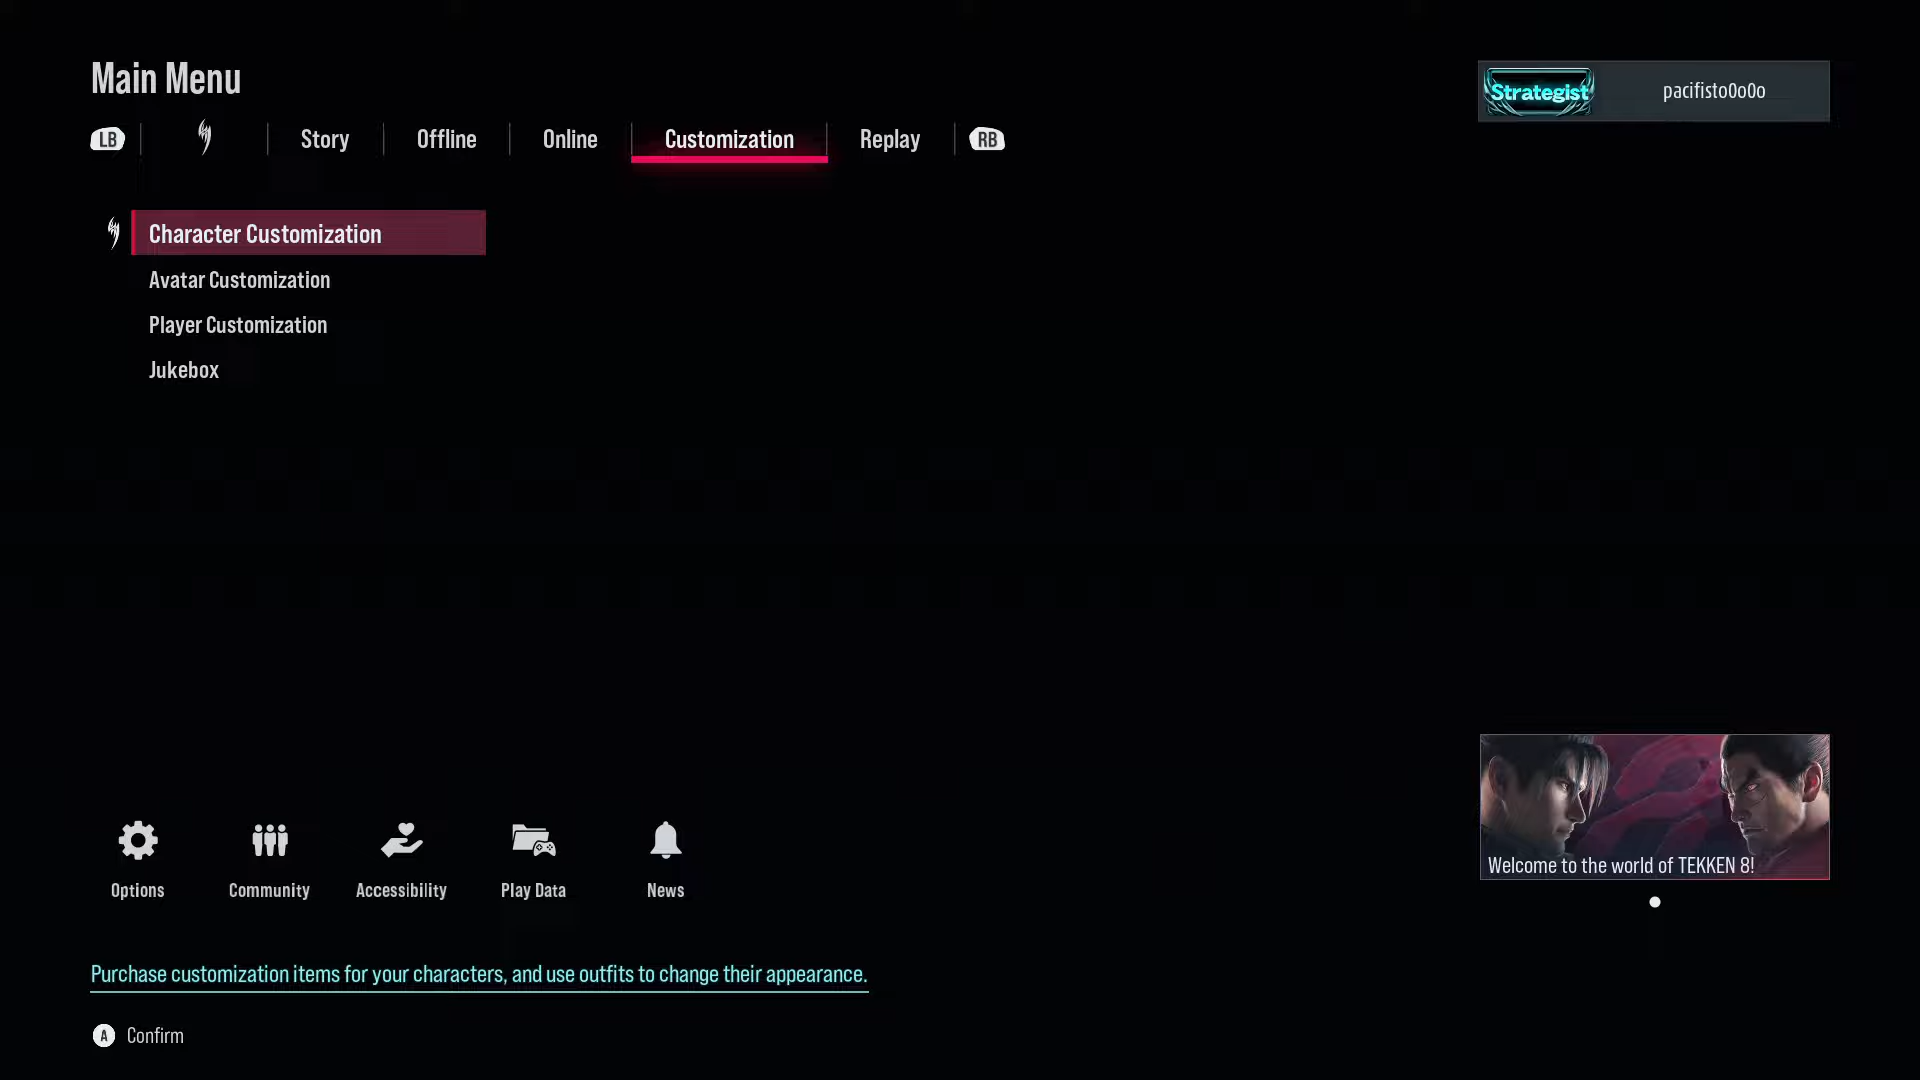 Main Menu
Strategist pacifisto0o0o
LB Story Offline Online Customization Replay RB
Character Customization
Avatar Customization
Player Customization
Jukebox
Welcome to the world of TEKKEN 8!
Options Community Accessibility Play Data News
Purchase customization items for your characters, and use outfits to change their appearance.
A Confirm